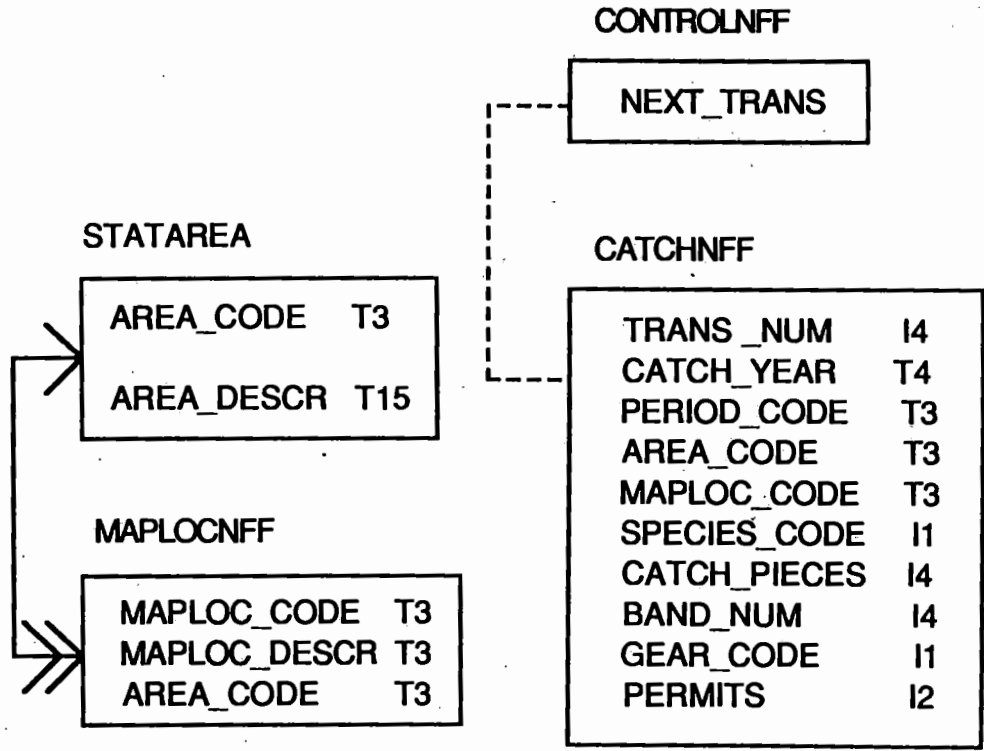 CONTROLNFF
NEXT_TRANS
STATAREA
AREA_CODE T3
AREA_DESCR T15
MAPLOCNFF
MAPLOC_CODE T3
MAPLOC_DESCR T3
AREA_CODE T3
CATCHNFF
TRANS _NUM I4
CATCH_YEAR T4
PERIOD_CODE T3
AREA_CODE T3
MAPLOC_CODE T3
SPECIES_CODE I1
CATCH_PIECES I4
BAND_NUM I4
GEAR_CODE I1
PERMITS I2